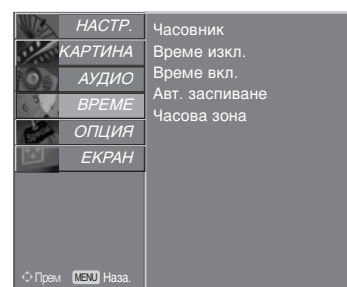 НАСТР.
КАРТИНА
АУДИО
ВРЕМЕ
ОПЦИЯ
ЕКРАН
Часовник
Време изкл.
Време вкл.
Авт. заспиване
Часова зона
Прем MENU Наза.